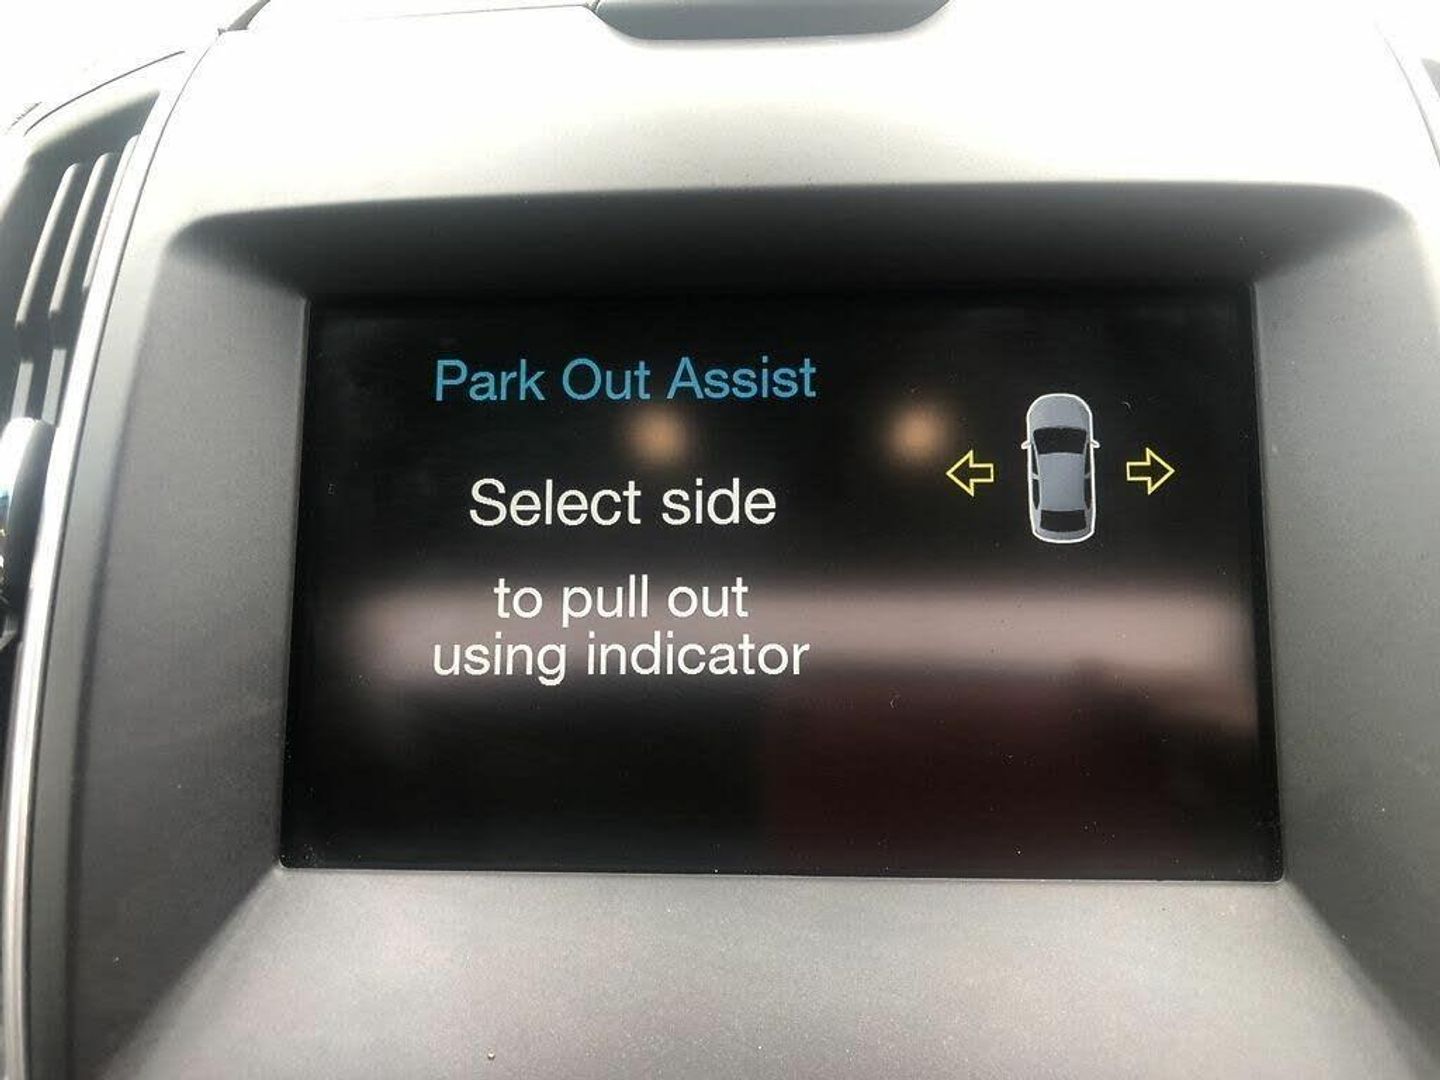 Park Out Assist
Select side
to pull out
using indicator